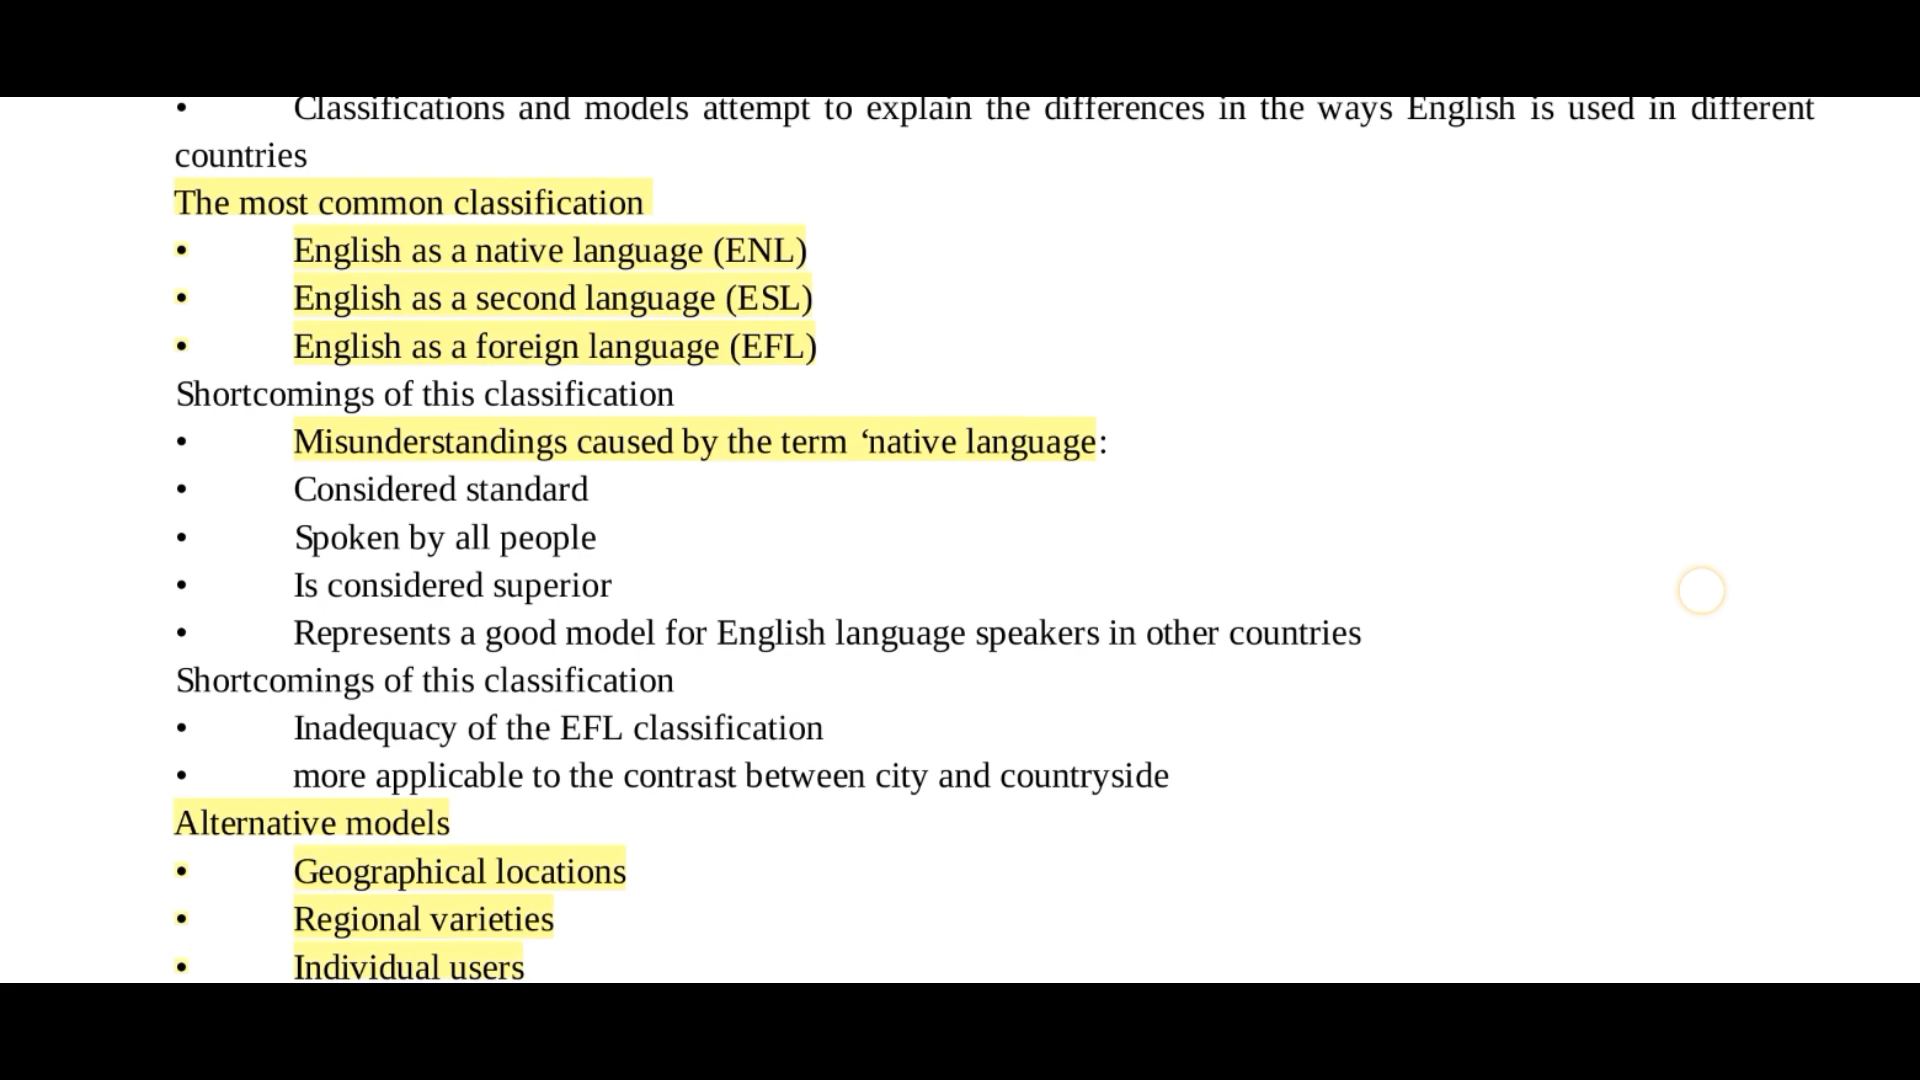 • Classifications and models attempt to explain the differences in the ways English is used in different
countries
The most common classification
• English as a native language (ENL)
• English as a second language (ESL)
• English as a foreign language (EFL)
Shortcomings of this classification
• Misunderstandings caused by the term ‘native language:
• Considered standard
• Spoken by all people
• Is considered superior
• Represents a good model for English language speakers in other countries
Shortcomings of this classification
• Inadequacy of the EFL classification
• more applicable to the contrast between city and countryside
Alternative models
• Geographical locations
• Regional varieties
• Individual users